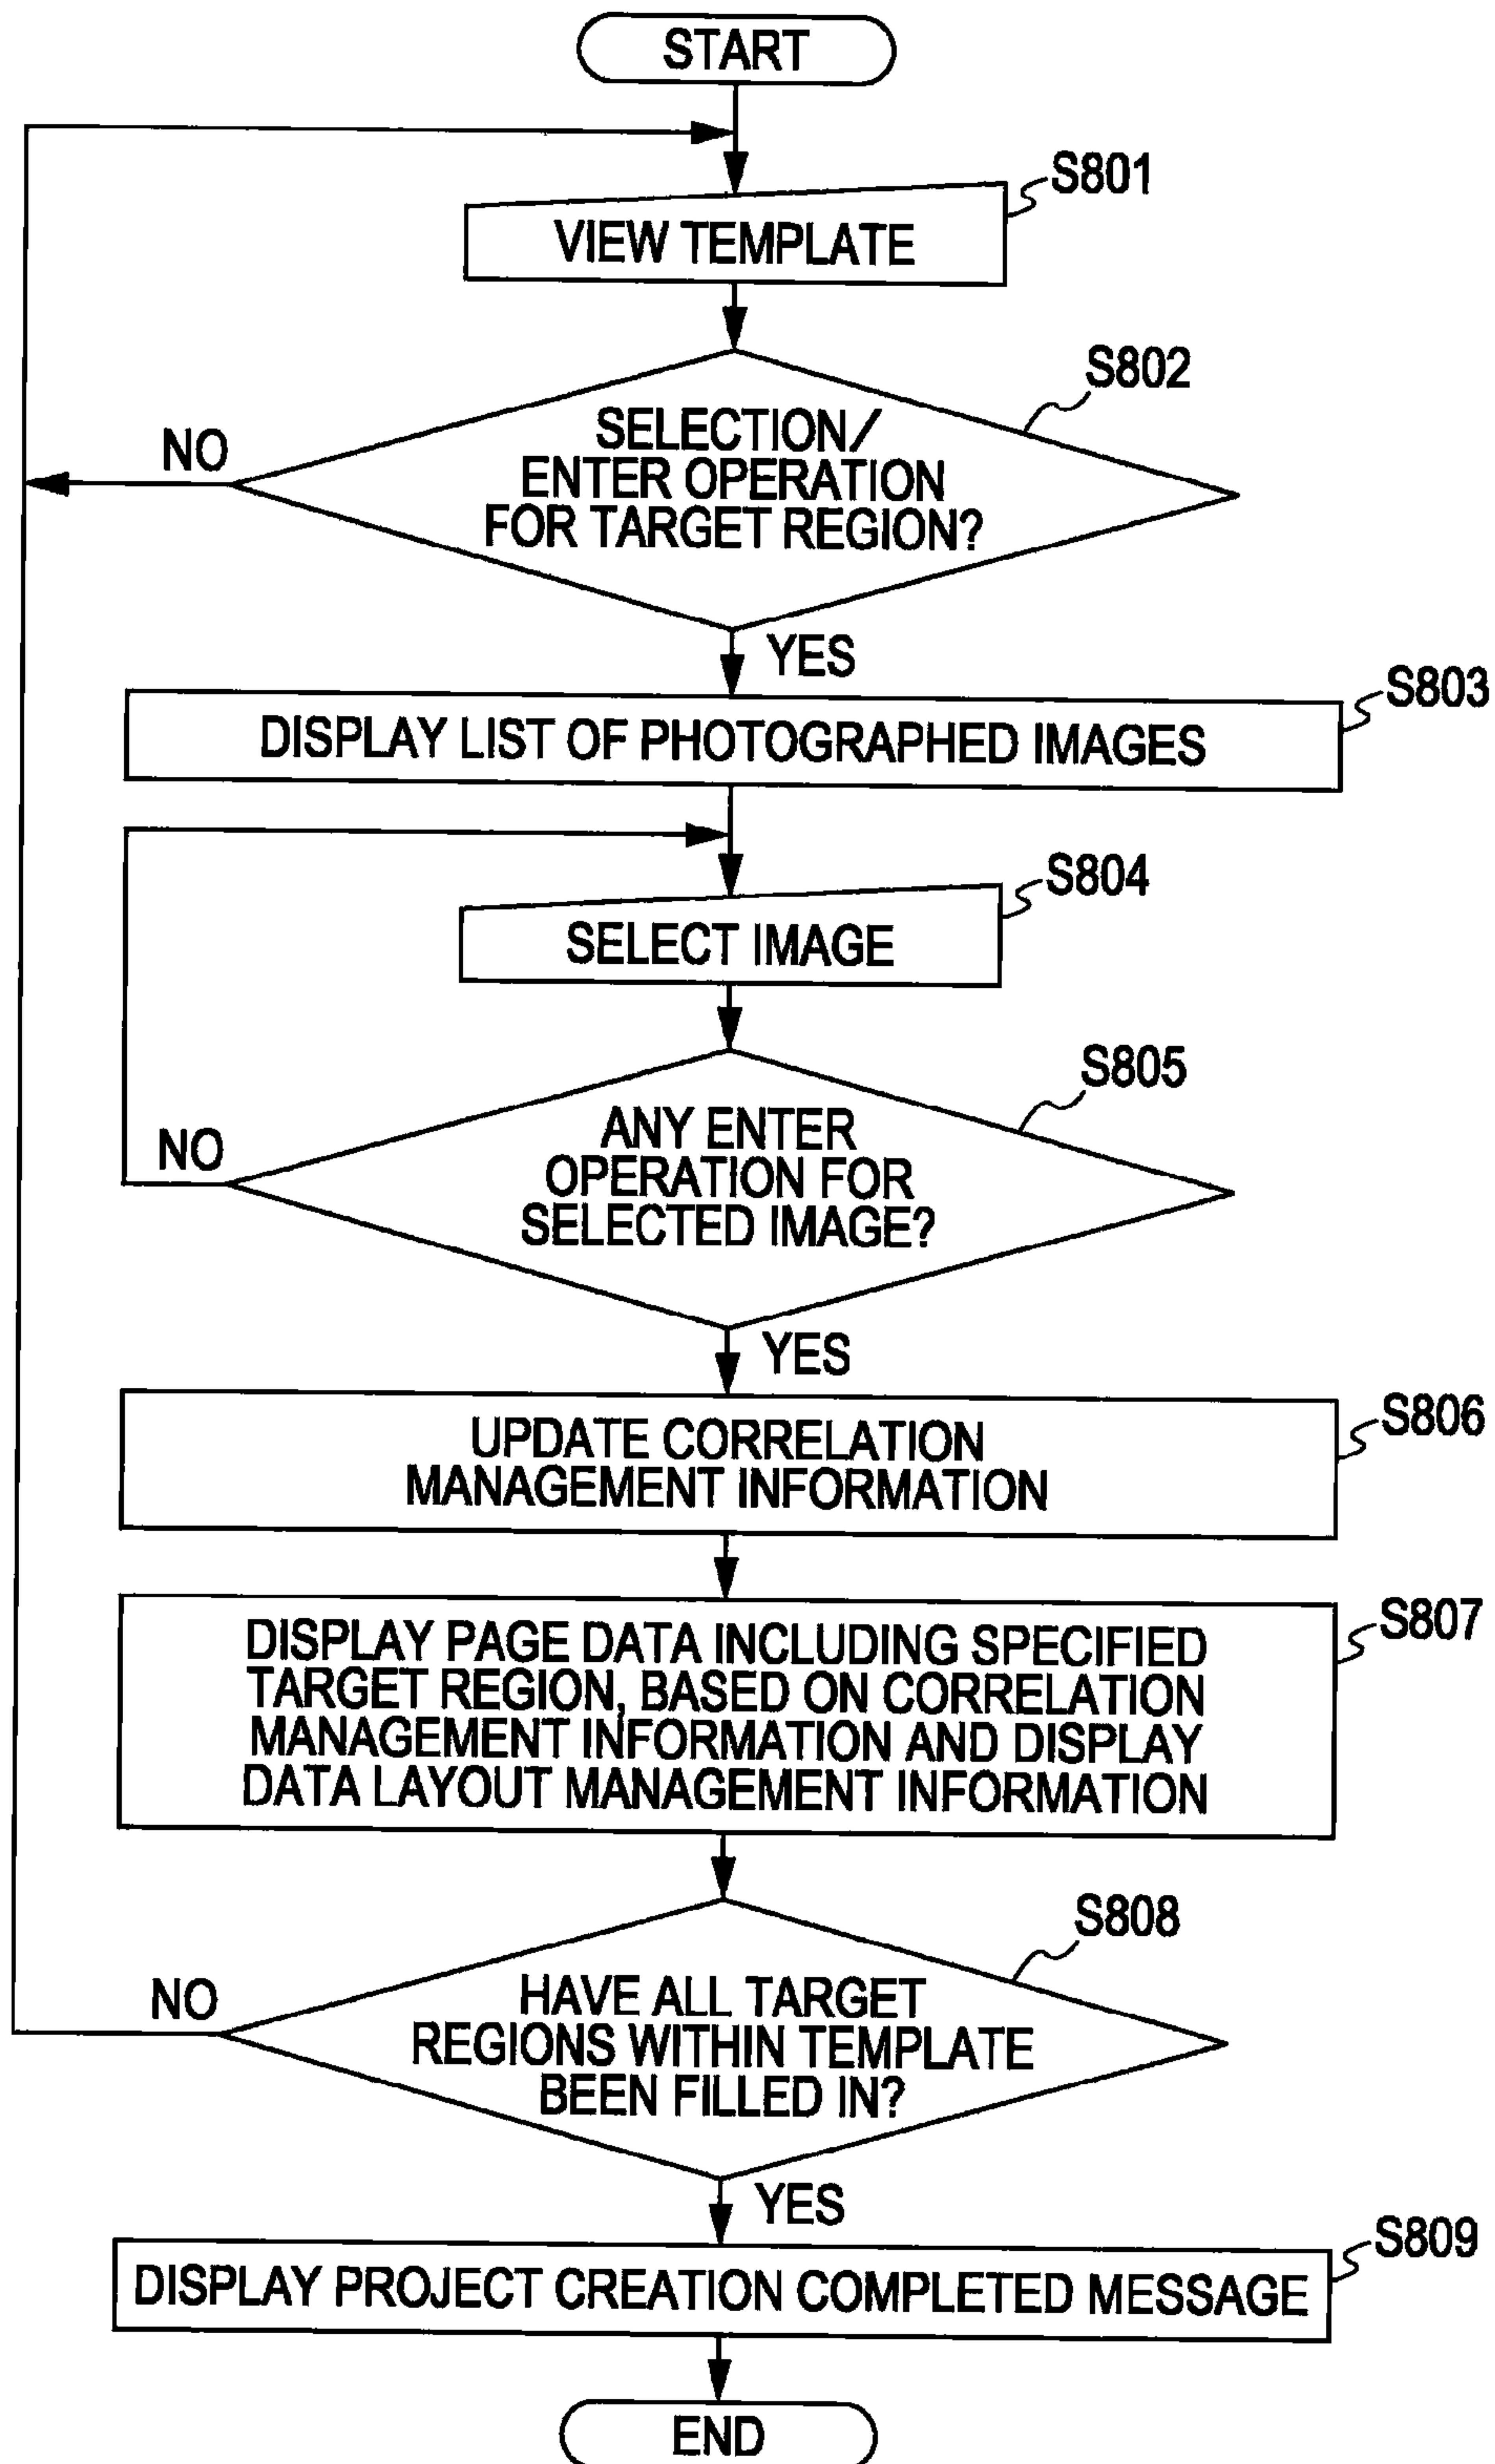 START
S801
VIEW TEMPLATE
S802
SELECTION/
ENTER OPERATION
FOR TARGET REGION?
NO
YES
S803
DISPLAY LIST OF PHOTOGRAPHED IMAGES
S804
SELECT IMAGE
S805
ANY ENTER
OPERATION FOR
SELECTED IMAGE?
NO
YES
S806
UPDATE CORRELATION
MANAGEMENT INFORMATION
S807
DISPLAY PAGE DATA INCLUDING SPECIFIED
TARGET REGION, BASED ON CORRELATION
MANAGEMENT INFORMATION AND DISPLAY
DATA LAYOUT MANAGEMENT INFORMATION
S808
HAVE ALL TARGET
REGIONS WITHIN TEMPLATE
BEEN FILLED IN?
NO
YES
S809
DISPLAY PROJECT CREATION COMPLETED MESSAGE
END